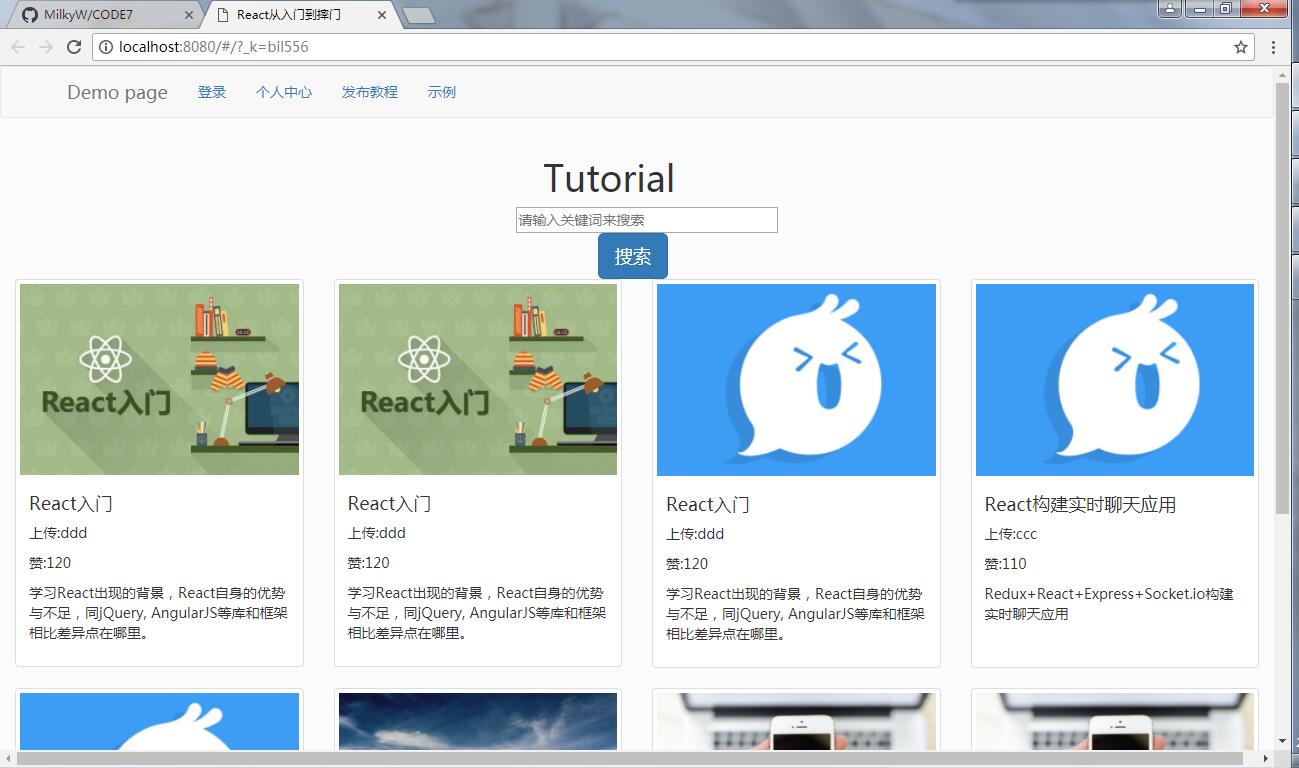 MilkyW/CODE7
React从入门到摔门
localhost:8080/#/?_k=bil556
Demo page 登录 个人中心 发布教程 示例
Tutorial
请输入关键词来搜索
搜索
React入门
React入门
React入门
上传:ddd
赞:120
学习React出现的背景，React自身的优势
与不足，同jQuery, AngularJS等库和框架
相比差异点在哪里。
React入门
上传:ddd
赞:120
学习React出现的背景，React自身的优势
与不足，同jQuery, AngularJS等库和框架
相比差异点在哪里。
React入门
上传:ddd
赞:120
学习React出现的背景，React自身的优势
与不足，同jQuery, AngularJS等库和框架
相比差异点在哪里。
React构建实时聊天应用
上传:ccc
赞:110
Redux+React+Express+Socket.io构建
实时聊天应用